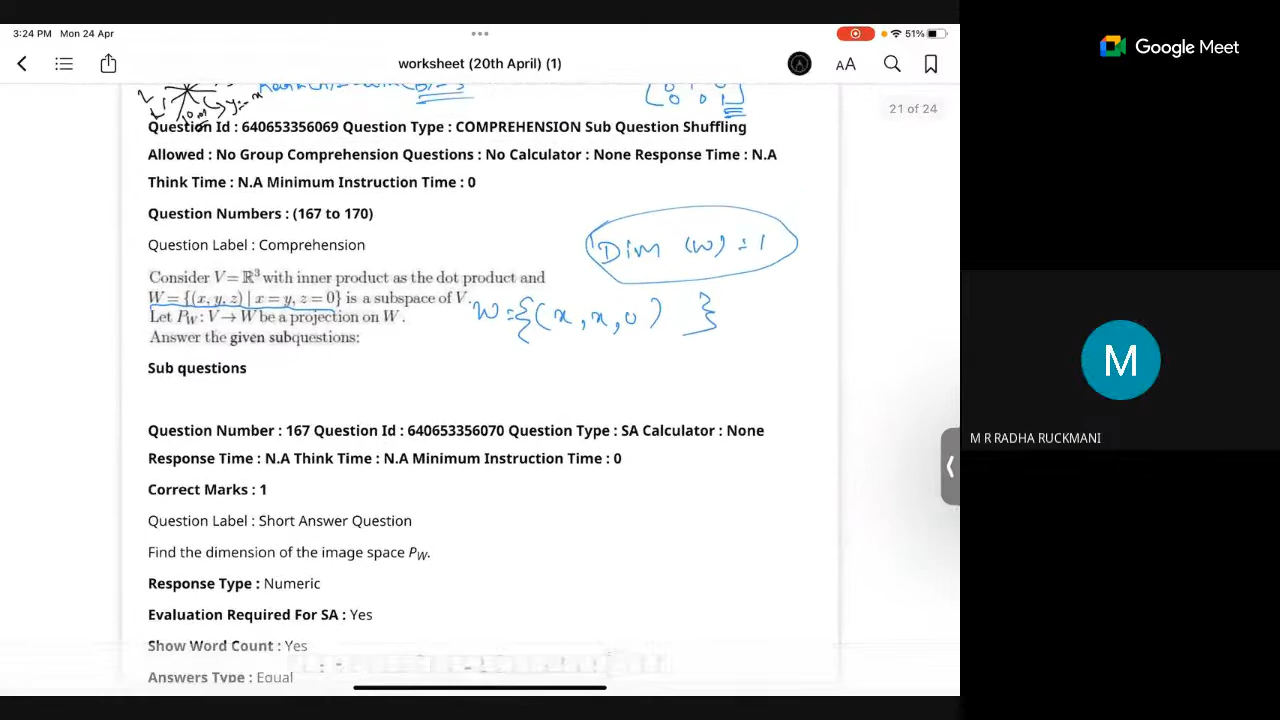 3:24 PM Mon 24 Apr
51%
Google Meet
worksheet (20th April) (1)
AA
21 of 24
Question Id : 640653356069 Question Type : COMPREHENSION Sub Question Shuffling
Allowed : No Group Comprehension Questions : No Calculator : None Response Time : N.A
Think Time : N.A Minimum Instruction Time : 0
Question Numbers : (167 to 170)
Question Label : Comprehension
Dim (W) = 1
Consider V = ℝ³ with inner product as the dot product and
W = {(x, y, z) | x = y, z = 0} is a subspace of V.
W = {(x, x, 0) }
Let P_W : V → W be a projection on W.
Answer the given subquestions:
Sub questions
Question Number : 167 Question Id : 640653356070 Question Type : SA Calculator : None
Response Time : N.A Think Time : N.A Minimum Instruction Time : 0
Correct Marks : 1
Question Label : Short Answer Question
Find the dimension of the image space P_W.
Response Type : Numeric
Evaluation Required For SA : Yes
Show Word Count : Yes
Answers Type : Equal
M
M R RADHA RUCKMANI